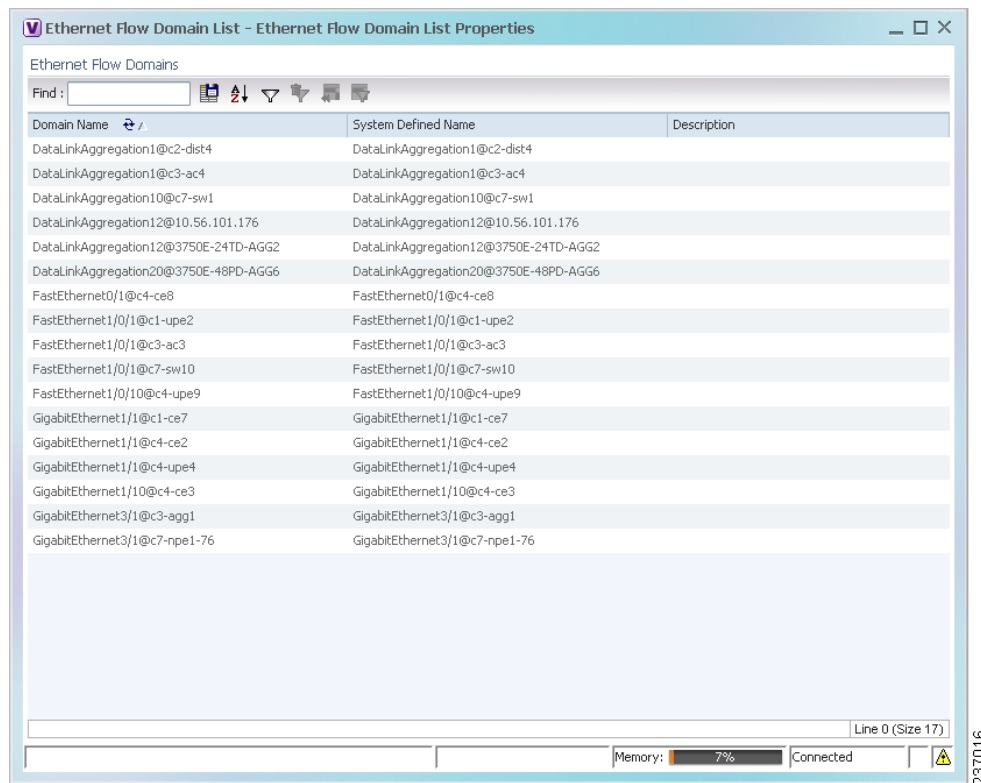 V Ethernet Flow Domain List - Ethernet Flow Domain List Properties
Ethernet Flow Domains
Find :
Domain Name System Defined Name Description
DataLinkAggregation1@c2-dist4 DataLinkAggregation1@c2-dist4
DataLinkAggregation1@c3-ac4 DataLinkAggregation1@c3-ac4
DataLinkAggregation10@c7-sw1 DataLinkAggregation10@c7-sw1
DataLinkAggregation12@10.56.101.176 DataLinkAggregation12@10.56.101.176
DataLinkAggregation12@3750E-24TD-AGG2 DataLinkAggregation12@3750E-24TD-AGG2
DataLinkAggregation20@3750E-48PD-AGG6 DataLinkAggregation20@3750E-48PD-AGG6
FastEthernet0/1@c4-ce8 FastEthernet0/1@c4-ce8
FastEthernet1/0/1@c1-upe2 FastEthernet1/0/1@c1-upe2
FastEthernet1/0/1@c3-ac3 FastEthernet1/0/1@c3-ac3
FastEthernet1/0/1@c7-sw10 FastEthernet1/0/1@c7-sw10
FastEthernet1/0/10@c4-upe9 FastEthernet1/0/10@c4-upe9
GigabitEthernet1/1@c1-ce7 GigabitEthernet1/1@c1-ce7
GigabitEthernet1/1@c4-ce2 GigabitEthernet1/1@c4-ce2
GigabitEthernet1/1@c4-upe4 GigabitEthernet1/1@c4-upe4
GigabitEthernet1/10@c4-ce3 GigabitEthernet1/10@c4-ce3
GigabitEthernet3/1@c3-agg1 GigabitEthernet3/1@c3-agg1
GigabitEthernet3/1@c7-npe1-76 GigabitEthernet3/1@c7-npe1-76
Line 0 (Size 17)
Memory: 7% Connected
237016